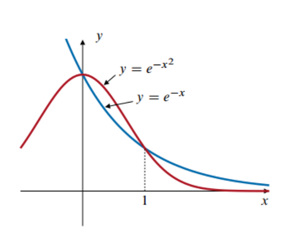 y
y = e^{-x^2}
y = e^{-x}
1
x